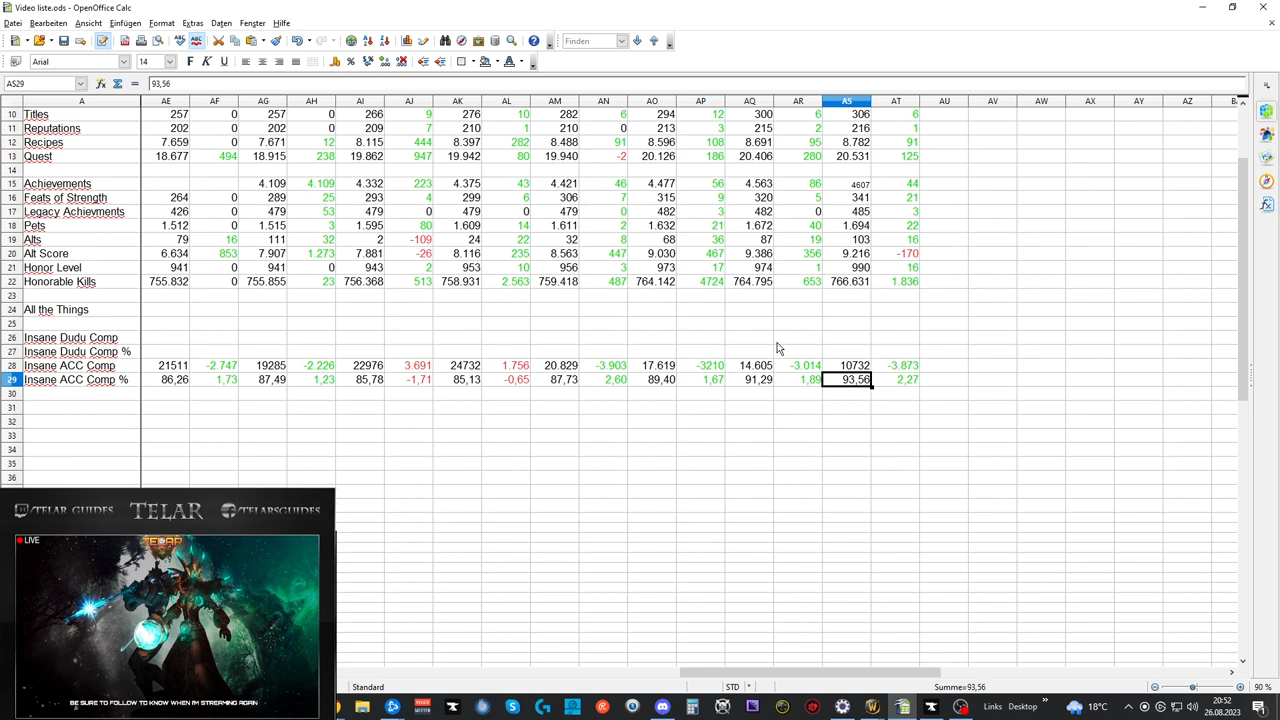 Video liste.ods - OpenOffice Calc
Datei Bearbeiten Ansicht Einfügen Format Extras Daten Fenster Hilfe
Finden
Arial 14
AS29 93,56
A AE AF AG AH AI AJ AK AL AM AN AO AP AQ AR AS AT AU AV AW AX AY AZ
10 Titles 257 0 257 0 266 9 276 10 282 6 294 12 300 6 306 6
11 Reputations 202 0 202 0 209 7 210 1 210 0 213 3 215 2 216 1
12 Recipes 7.659 0 7.671 12 8.115 444 8.397 282 8.488 91 8.596 108 8.691 95 8.782 91
13 Quest 18.677 494 18.915 238 19.862 947 19.942 80 19.940 -2 20.126 186 20.406 280 20.531 125
14
15 Achievements 4.109 4.109 4.332 223 4.375 43 4.421 46 4.477 56 4.563 86 4607 44
16 Feats of Strength 264 0 289 25 293 4 299 6 306 7 315 9 320 5 341 21
17 Legacy Achievments 426 0 479 53 479 0 479 0 479 0 482 3 482 0 485 3
18 Pets 1.512 0 1.515 3 1.595 80 1.609 14 1.611 2 1.632 21 1.672 40 1.694 22
19 Alts 79 16 111 32 2 -109 24 22 32 8 68 36 87 19 103 16
20 Alt Score 6.634 853 7.907 1.273 7.881 -26 8.116 235 8.563 447 9.030 467 9.386 356 9.216 -170
21 Honor Level 941 0 941 0 943 2 953 10 956 3 973 17 974 1 990 16
22 Honorable Kills 755.832 0 755.855 23 756.368 513 758.931 2.563 759.418 487 764.142 4724 764.795 653 766.631 1.836
23
24 All the Things
25
26 Insane Dudu Comp
27 Insane Dudu Comp %
28 Insane ACC Comp 21511 -2.747 19285 -2.226 22976 3.691 24732 1.756 20.829 -3.903 17.619 -3210 14.605 -3.014 10732 -3.873
29 Insane ACC Comp % 86,26 1,73 87,49 1,23 85,78 -1,71 85,13 -0,65 87,73 2,60 89,40 1,67 91,29 1,89 93,56 2,27
30
31
32
33
34
35
36
/TELAR GUIDES TELAR /TELARSGUIDES
LIVE
TELAR
BE SURE TO FOLLOW TO KNOW WHEN I'M STREAMING AGAIN
Standard STD * Summe=93,56 90 %
Links Desktop 18°C 20:52
26.08.2023